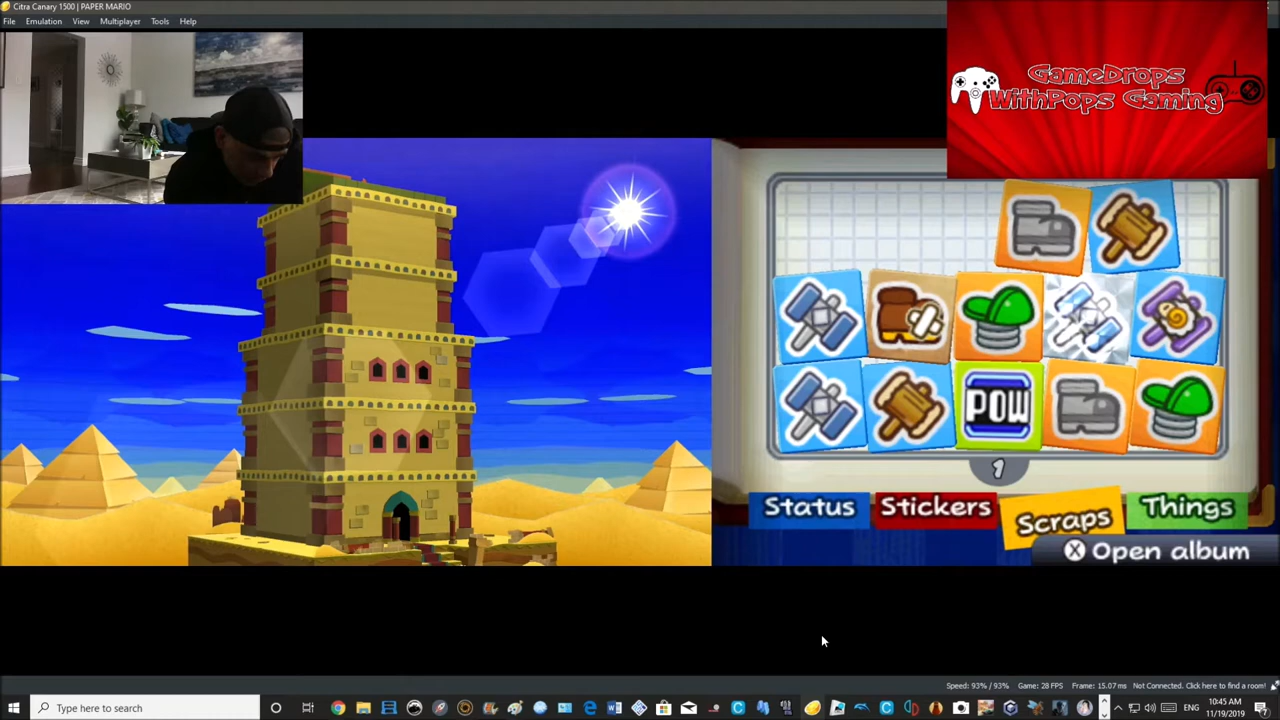 Citra Canary 1500 | PAPER MARIO
File Emulation View Multiplayer Tools Help
GameDrops
WithPops Gaming
POW
1
Status Stickers Scraps Things
X Open album
Speed: 93% / 93% Game: 28 FPS Frame: 15.07 ms Not Connected. Click here to find a room!
Type here to search
ENG
10:45 AM
11/19/2019